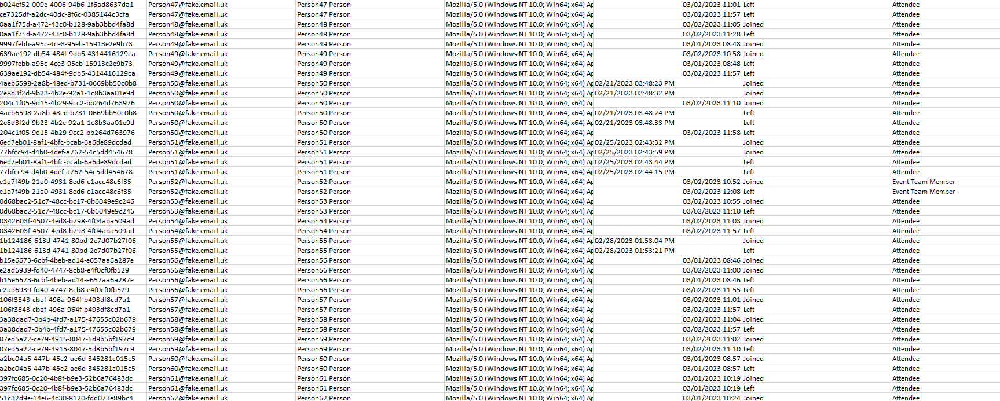 b024ef52-009e-4006-94b6-1f6ad8637da1 Person47@fake.email.uk Person47 Person Mozilla/5.0 (Windows NT 10.0; Win64; x64) Ap 03/02/2023 11:01 Left Attendee
ce7325df-a2dc-40dc-8f6c-0385144c3cfa Person47@fake.email.uk Person47 Person Mozilla/5.0 (Windows NT 10.0; Win64; x64) Ap 03/02/2023 11:57 Left Attendee
0aa1f75d-a472-43c0-b128-9ab3bbd4fa8d Person48@fake.email.uk Person48 Person Mozilla/5.0 (Windows NT 10.0; Win64; x64) Ap 03/02/2023 11:05 Joined Attendee
0aa1f75d-a472-43c0-b128-9ab3bbd4fa8d Person48@fake.email.uk Person48 Person Mozilla/5.0 (Windows NT 10.0; Win64; x64) Ap 03/02/2023 11:28 Left Attendee
9997febb-a95c-4ce3-95eb-15913e2e9b73 Person49@fake.email.uk Person49 Person Mozilla/5.0 (Windows NT 10.0; Win64; x64) Ap 03/01/2023 08:48 Joined Attendee
639ae192-db54-484f-9db5-4314416129ca Person49@fake.email.uk Person49 Person Mozilla/5.0 (Windows NT 10.0; Win64; x64) Ap 03/02/2023 10:58 Joined Attendee
9997febb-a95c-4ce3-95eb-15913e2e9b73 Person49@fake.email.uk Person49 Person Mozilla/5.0 (Windows NT 10.0; Win64; x64) Ap 03/01/2023 08:48 Left Attendee
639ae192-db54-484f-9db5-4314416129ca Person49@fake.email.uk Person49 Person Mozilla/5.0 (Windows NT 10.0; Win64; x64) Ap 03/02/2023 11:57 Left Attendee
4aeb6598-2a8b-48ed-b731-0669bb50c0b8 Person50@fake.email.uk Person50 Person Mozilla/5.0 (Windows NT 10.0; Win64; x64) Ap 02/21/2023 03:48:23 PM Joined Attendee
2e8d3f2d-9b23-4b2e-92a1-1c8b3aa01e9d Person50@fake.email.uk Person50 Person Mozilla/5.0 (Windows NT 10.0; Win64; x64) Ap 02/21/2023 03:48:32 PM Joined Attendee
204c1f05-9d15-4b29-9cc2-bb264d763976 Person50@fake.email.uk Person50 Person Mozilla/5.0 (Windows NT 10.0; Win64; x64) Ap 03/02/2023 11:10 Joined Attendee
4aeb6598-2a8b-48ed-b731-0669bb50c0b8 Person50@fake.email.uk Person50 Person Mozilla/5.0 (Windows NT 10.0; Win64; x64) Ap 02/21/2023 03:48:24 PM Left Attendee
2e8d3f2d-9b23-4b2e-92a1-1c8b3aa01e9d Person50@fake.email.uk Person50 Person Mozilla/5.0 (Windows NT 10.0; Win64; x64) Ap 02/21/2023 03:48:33 PM Left Attendee
204c1f05-9d15-4b29-9cc2-bb264d763976 Person50@fake.email.uk Person50 Person Mozilla/5.0 (Windows NT 10.0; Win64; x64) Ap 03/02/2023 11:58 Left Attendee
6ed7eb01-8af1-4bfc-bcab-6a6de89dcdad Person51@fake.email.uk Person51 Person Mozilla/5.0 (Windows NT 10.0; Win64; x64) Ap 02/25/2023 02:43:32 PM Joined Attendee
77bfcc94-d4b0-4def-a762-54c5dd454678 Person51@fake.email.uk Person51 Person Mozilla/5.0 (Windows NT 10.0; Win64; x64) Ap 02/25/2023 02:43:59 PM Joined Attendee
6ed7eb01-8af1-4bfc-bcab-6a6de89dcdad Person51@fake.email.uk Person51 Person Mozilla/5.0 (Windows NT 10.0; Win64; x64) Ap 02/25/2023 02:43:44 PM Left Attendee
77bfcc94-d4b0-4def-a762-54c5dd454678 Person51@fake.email.uk Person51 Person Mozilla/5.0 (Windows NT 10.0; Win64; x64) Ap 02/25/2023 02:44:15 PM Left Attendee
e1a7f49b-21a0-4931-8ed6-c1acc48c6f35 Person52@fake.email.uk Person52 Person Mozilla/5.0 (Windows NT 10.0; Win64; x64) Ap 03/02/2023 10:52 Joined Event Team Member
e1a7f49b-21a0-4931-8ed6-c1acc48c6f35 Person52@fake.email.uk Person52 Person Mozilla/5.0 (Windows NT 10.0; Win64; x64) Ap 03/02/2023 12:08 Left Event Team Member
0d68bac2-51c7-48cc-bc17-6b6049e9c246 Person53@fake.email.uk Person53 Person Mozilla/5.0 (Windows NT 10.0; Win64; x64) Ap 03/02/2023 10:55 Joined Attendee
0d68bac2-51c7-48cc-bc17-6b6049e9c246 Person53@fake.email.uk Person53 Person Mozilla/5.0 (Windows NT 10.0; Win64; x64) Ap 03/02/2023 11:10 Left Attendee
0342603f-4507-4ed8-b798-4f04aba509ad Person54@fake.email.uk Person54 Person Mozilla/5.0 (Windows NT 10.0; Win64; x64) Ap 03/02/2023 11:03 Joined Attendee
0342603f-4507-4ed8-b798-4f04aba509ad Person54@fake.email.uk Person54 Person Mozilla/5.0 (Windows NT 10.0; Win64; x64) Ap 03/02/2023 11:57 Left Attendee
1b124186-613d-4741-80bd-2e7d07b27f06 Person55@fake.email.uk Person55 Person Mozilla/5.0 (Windows NT 10.0; Win64; x64) Ap 02/28/2023 01:53:04 PM Joined Attendee
1b124186-613d-4741-80bd-2e7d07b27f06 Person55@fake.email.uk Person55 Person Mozilla/5.0 (Windows NT 10.0; Win64; x64) Ap 02/28/2023 01:53:21 PM Left Attendee
b15e6673-6cbf-4beb-ad14-e657aa6a287e Person56@fake.email.uk Person56 Person Mozilla/5.0 (Windows NT 10.0; Win64; x64) Ap 03/01/2023 08:46 Joined Attendee
e2ad6939-fd40-4747-8cb8-e4f0cf0fb529 Person56@fake.email.uk Person56 Person Mozilla/5.0 (Windows NT 10.0; Win64; x64) Ap 03/02/2023 11:00 Joined Attendee
b15e6673-6cbf-4beb-ad14-e657aa6a287e Person56@fake.email.uk Person56 Person Mozilla/5.0 (Windows NT 10.0; Win64; x64) Ap 03/01/2023 08:46 Left Attendee
e2ad6939-fd40-4747-8cb8-e4f0cf0fb529 Person56@fake.email.uk Person56 Person Mozilla/5.0 (Windows NT 10.0; Win64; x64) Ap 03/02/2023 11:55 Left Attendee
106f3543-cbaf-496a-964f-b493df8cd7a1 Person57@fake.email.uk Person57 Person Mozilla/5.0 (Windows NT 10.0; Win64; x64) Ap 03/02/2023 11:01 Joined Attendee
106f3543-cbaf-496a-964f-b493df8cd7a1 Person57@fake.email.uk Person57 Person Mozilla/5.0 (Windows NT 10.0; Win64; x64) Ap 03/02/2023 11:57 Left Attendee
3a38dad7-0b4b-4fd7-a175-47655c02b679 Person58@fake.email.uk Person58 Person Mozilla/5.0 (Windows NT 10.0; Win64; x64) Ap 03/02/2023 11:04 Joined Attendee
3a38dad7-0b4b-4fd7-a175-47655c02b679 Person58@fake.email.uk Person58 Person Mozilla/5.0 (Windows NT 10.0; Win64; x64) Ap 03/02/2023 11:57 Left Attendee
07ed5a22-ce79-4915-8047-5d8b5bf197c9 Person59@fake.email.uk Person59 Person Mozilla/5.0 (Windows NT 10.0; Win64; x64) Ap 03/02/2023 11:02 Joined Attendee
07ed5a22-ce79-4915-8047-5d8b5bf197c9 Person59@fake.email.uk Person59 Person Mozilla/5.0 (Windows NT 10.0; Win64; x64) Ap 03/02/2023 11:10 Left Attendee
a2bc04a5-447b-45e2-ae6d-345281c015c5 Person60@fake.email.uk Person60 Person Mozilla/5.0 (Windows NT 10.0; Win64; x64) Ap 03/01/2023 08:57 Joined Attendee
a2bc04a5-447b-45e2-ae6d-345281c015c5 Person60@fake.email.uk Person60 Person Mozilla/5.0 (Windows NT 10.0; Win64; x64) Ap 03/01/2023 08:57 Left Attendee
397fc685-0c20-4b8f-b9e3-52b6a76483dc Person61@fake.email.uk Person61 Person Mozilla/5.0 (Windows NT 10.0; Win64; x64) Ap 03/01/2023 10:19 Joined Attendee
397fc685-0c20-4b8f-b9e3-52b6a76483dc Person61@fake.email.uk Person61 Person Mozilla/5.0 (Windows NT 10.0; Win64; x64) Ap 03/01/2023 10:19 Left Attendee
51c32d9e-14e6-4c30-8120-fdd073e89bc4 Person62@fake.email.uk Person62 Person Mozilla/5.0 (Windows NT 10.0; Win64; x64) Ap 03/01/2023 10:24 Joined Attendee